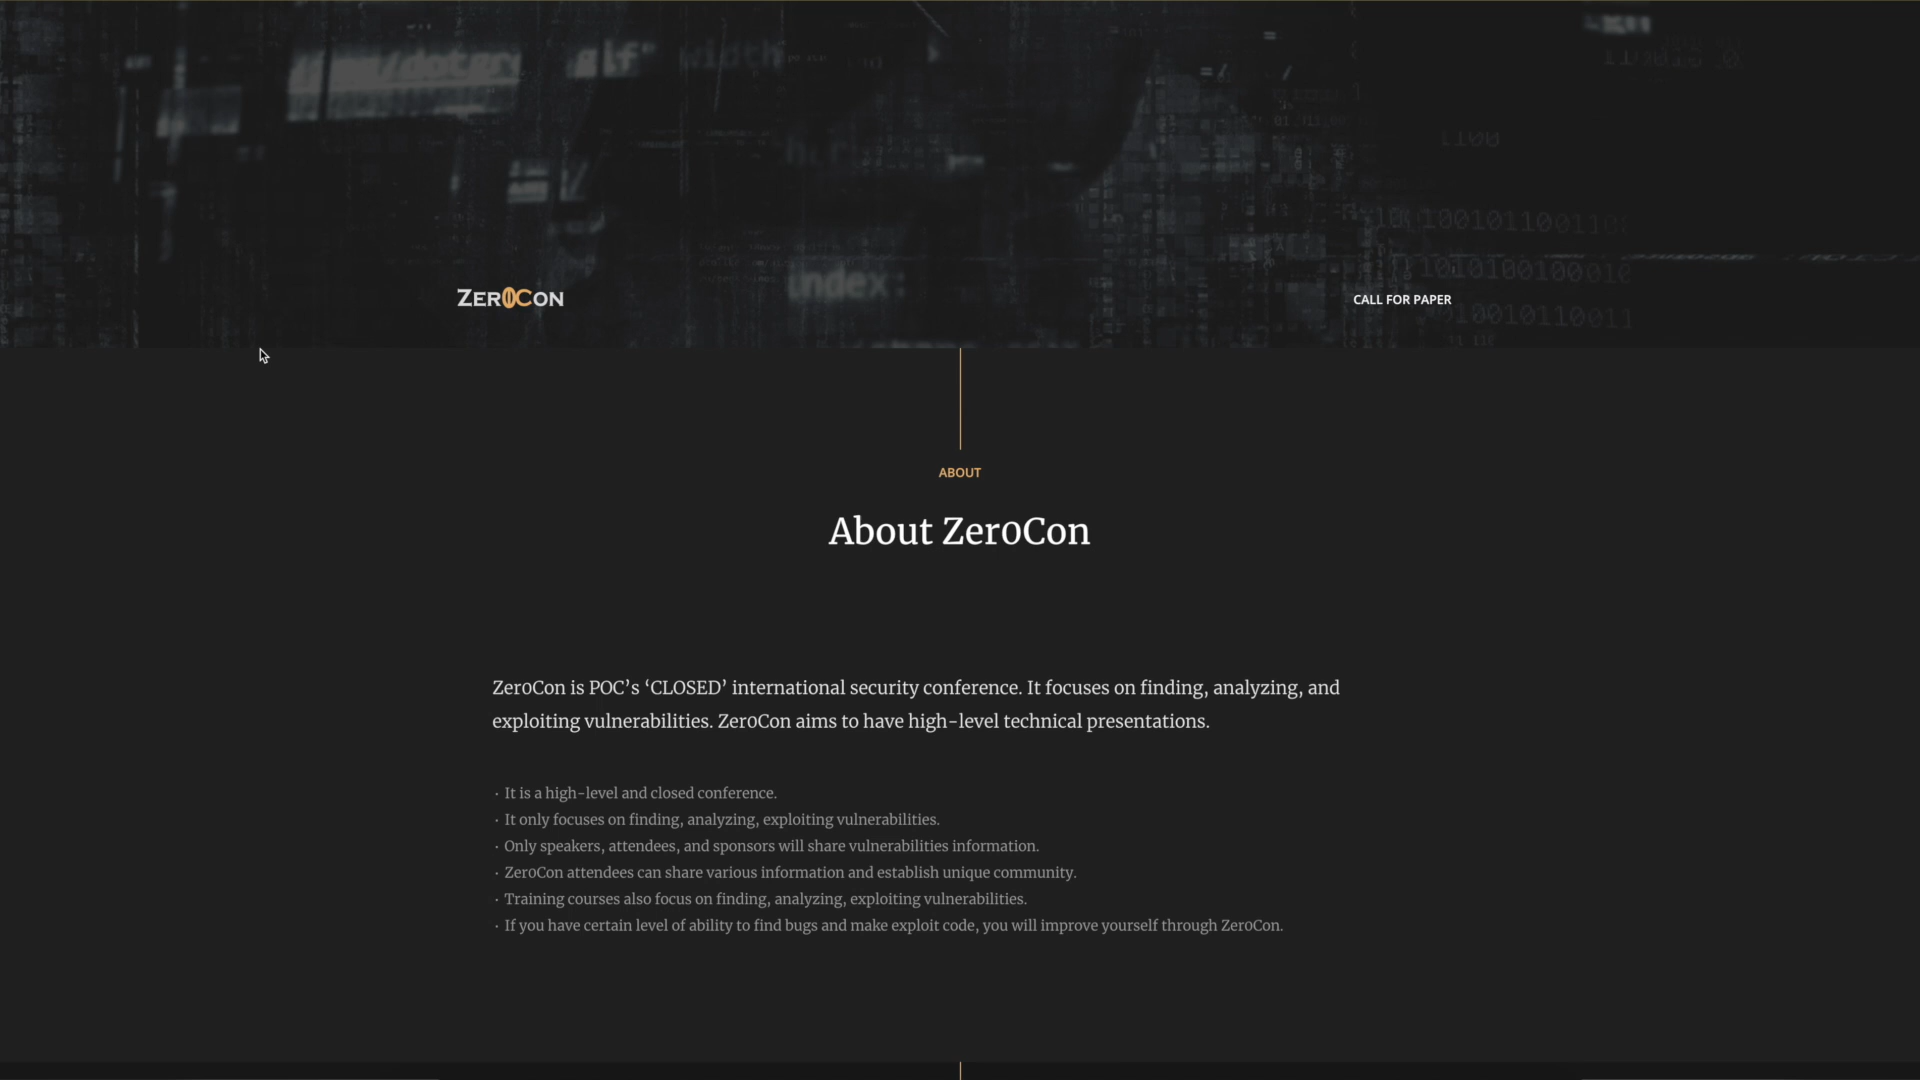 ZER0CON
CALL FOR PAPER
index:
ABOUT
About Zer0Con
Zer0Con is POC’s ‘CLOSED’ international security conference. It focuses on finding, analyzing, and
exploiting vulnerabilities. Zer0Con aims to have high-level technical presentations.
· It is a high-level and closed conference.
· It only focuses on finding, analyzing, exploiting vulnerabilities.
· Only speakers, attendees, and sponsors will share vulnerabilities information.
· Zer0Con attendees can share various information and establish unique community.
· Training courses also focus on finding, analyzing, exploiting vulnerabilities.
· If you have certain level of ability to find bugs and make exploit code, you will improve yourself through Zer0Con.